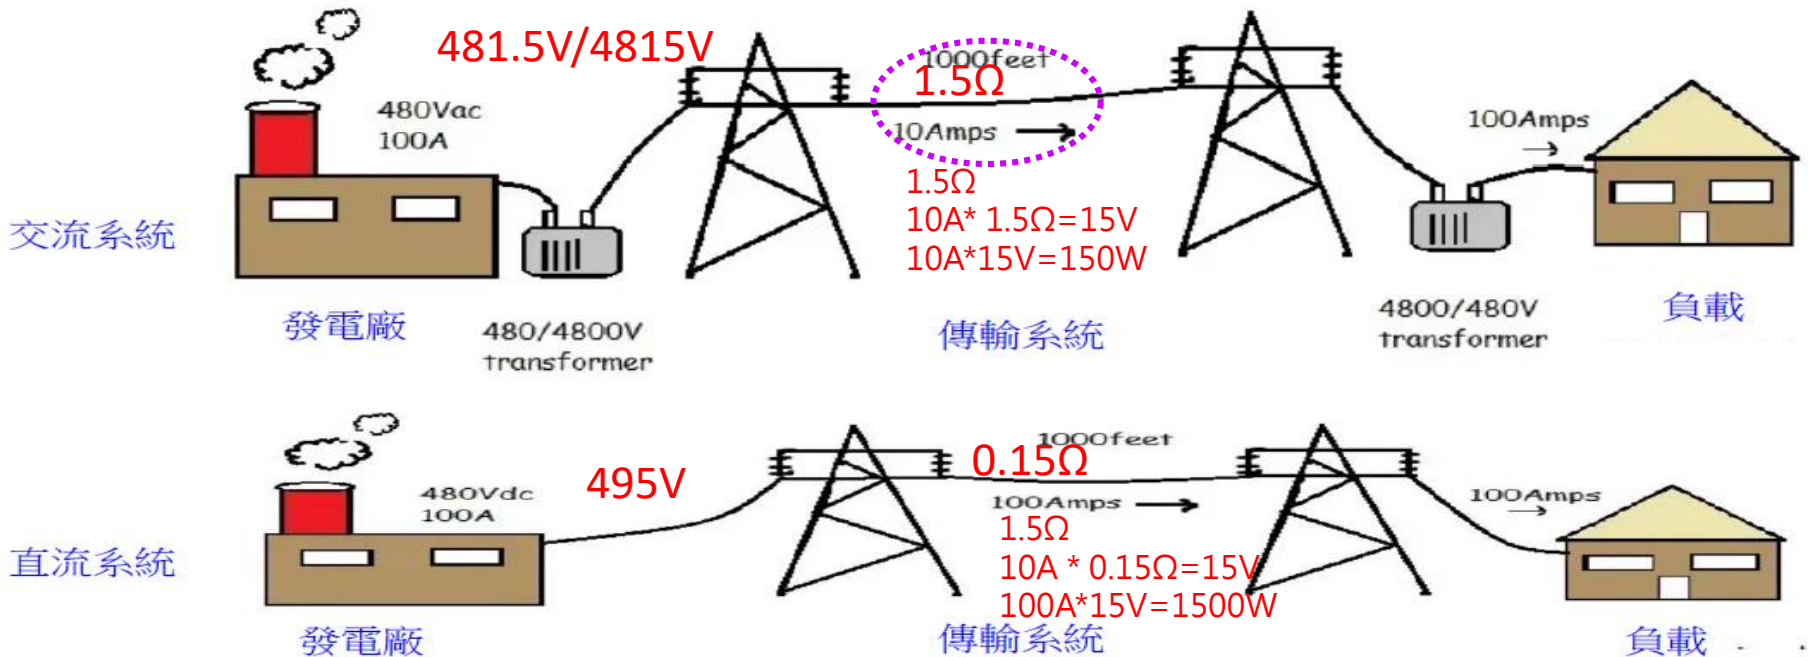 481.5V/4815V
1000feet
1.5Ω
480Vac
100A
10Amps
100Amps
1.5Ω
10A* 1.5Ω=15V
10A*15V=150W
交流系統
發電廠
480/4800V
transformer
傳輸系統
4800/480V
transformer
負載
1000feet
0.15Ω
495V
480Vdc
100A
100Amps
100Amps
1.5Ω
10A * 0.15Ω=15V
100A*15V=1500W
直流系統
發電廠
傳輸系統
負載